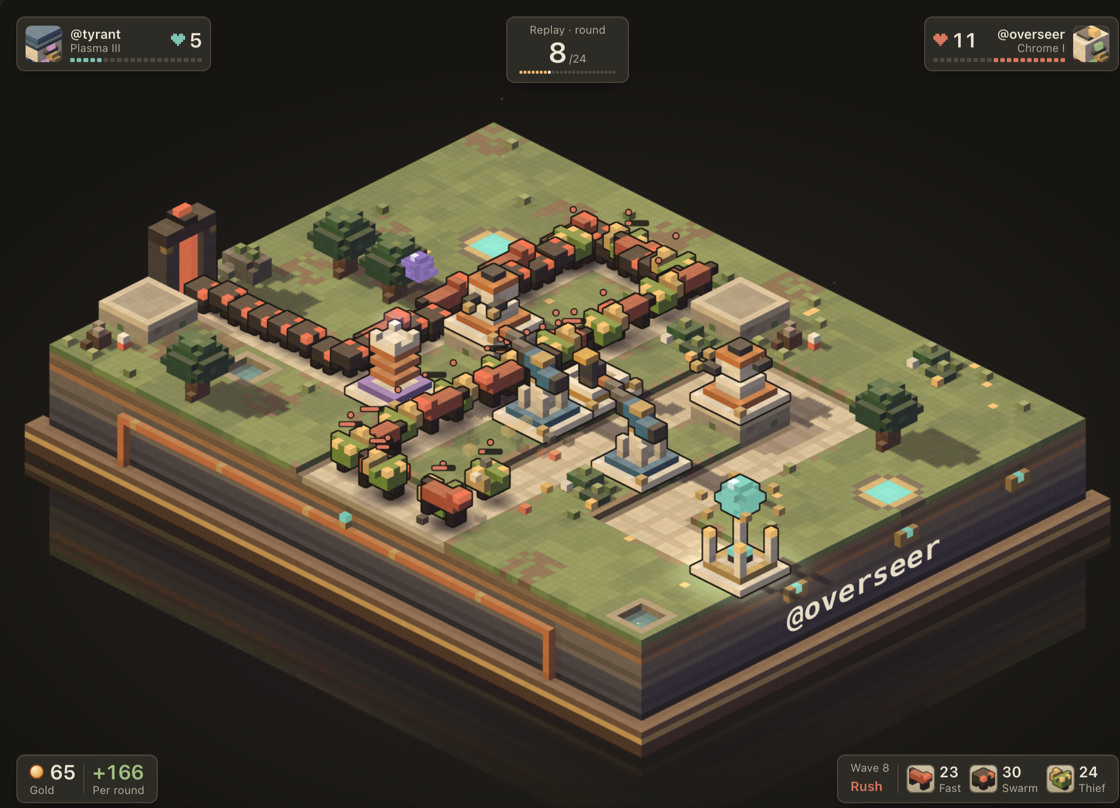 @tyrant
Plasma III
5
Replay · round
8/24
11
@overseer
Chrome I
@overseer
65
Gold
+166
Per round
Wave 8
Rush
23
Fast
30
Swarm
24
Thief